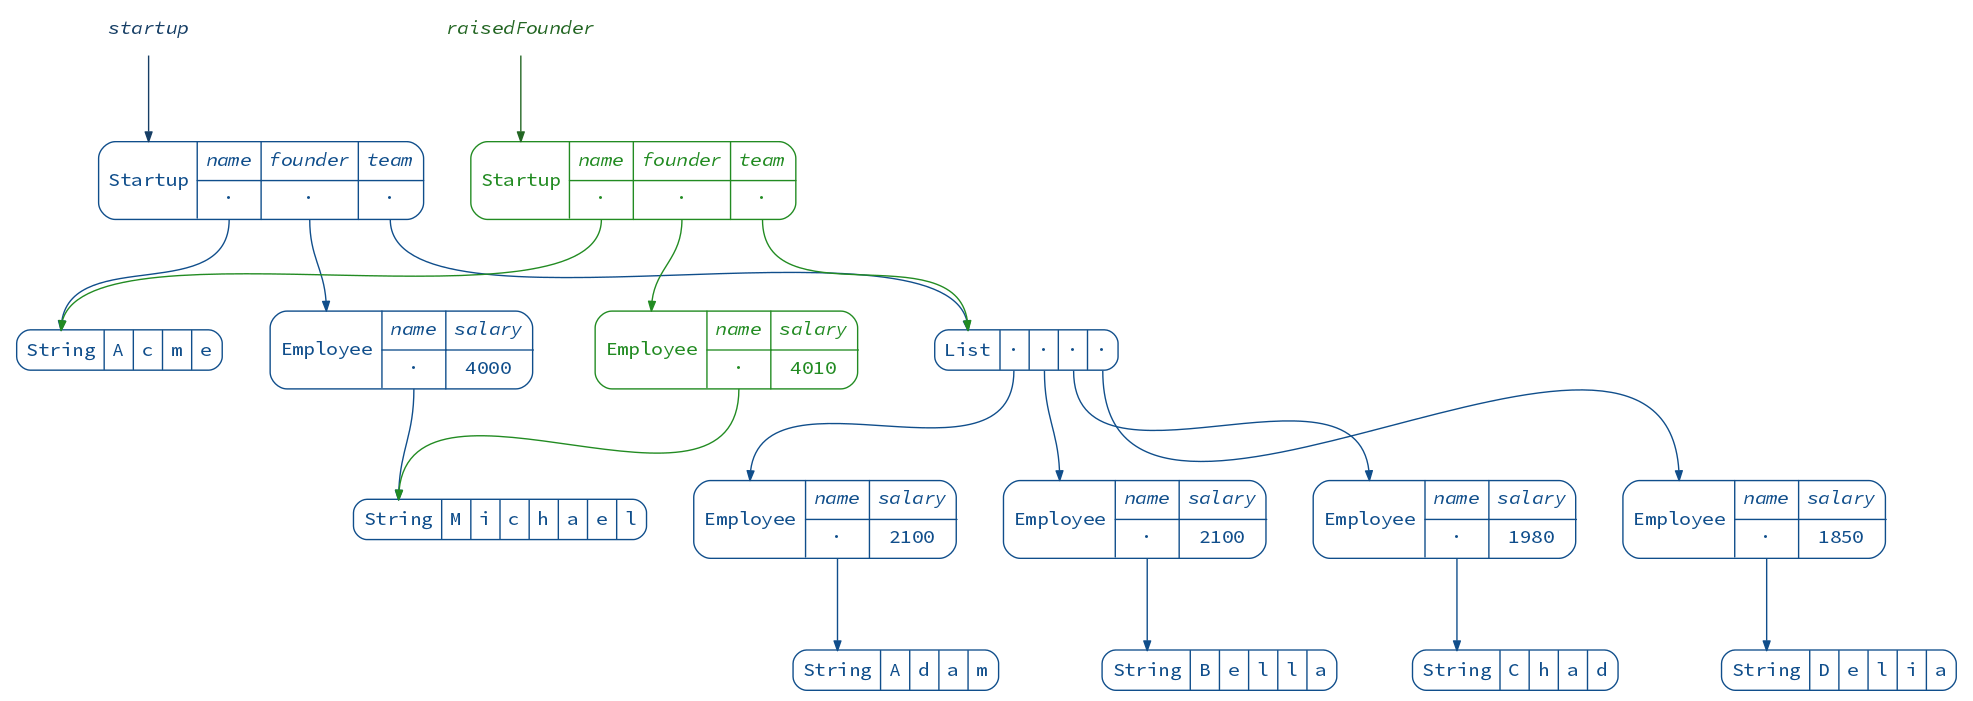 startup raisedFounder
Startup name founder team
· · ·
Startup name founder team
· · ·
String A c m e
Employee name salary
· 4000
Employee name salary
· 4010
List · · · ·
String M i c h a e l
Employee name salary
· 2100
Employee name salary
· 2100
Employee name salary
· 1980
Employee name salary
· 1850
String A d a m
String B e l l a
String C h a d
String D e l i a